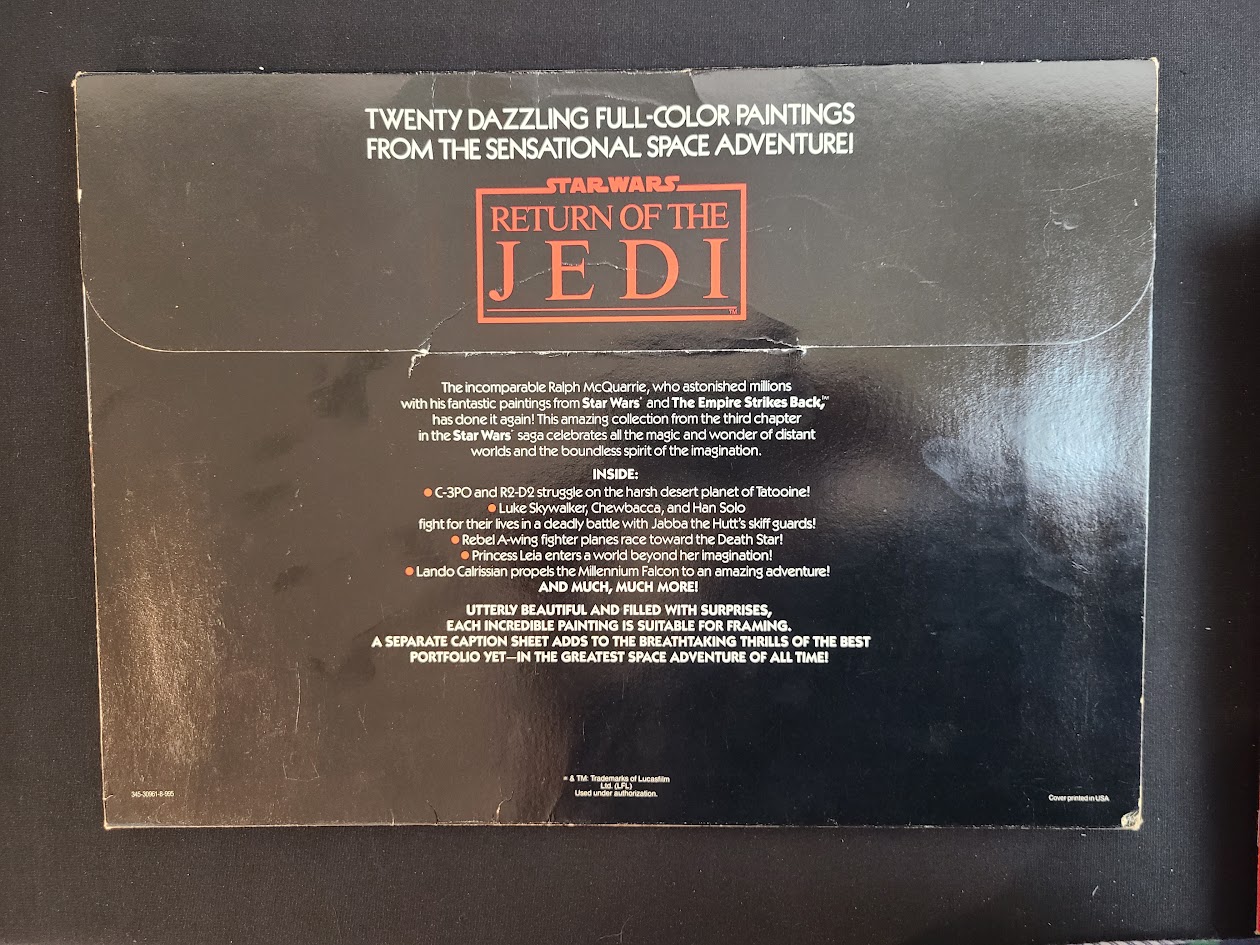 TWENTY DAZZLING FULL-COLOR PAINTINGS
FROM THE SENSATIONAL SPACE ADVENTURE!
STAR WARS
RETURN OF THE
JEDI
TM
The incomparable Ralph McQuarrie, who astonished millions
with his fantastic paintings from Star Wars® and The Empire Strikes Back,™
has done it again! This amazing collection from the third chapter
in the Star Wars® saga celebrates all the magic and wonder of distant
worlds and the boundless spirit of the imagination.
INSIDE:
● C-3PO and R2-D2 struggle on the harsh desert planet of Tatooine!
● Luke Skywalker, Chewbacca, and Han Solo
fight for their lives in a deadly battle with Jabba the Hutt's skiff guards!
● Rebel A-wing fighter planes race toward the Death Star!
● Princess Leia enters a world beyond her imagination!
● Lando Calrissian propels the Millennium Falcon to an amazing adventure!
AND MUCH, MUCH MORE!
UTTERLY BEAUTIFUL AND FILLED WITH SURPRISES,
EACH INCREDIBLE PAINTING IS SUITABLE FOR FRAMING.
A SEPARATE CAPTION SHEET ADDS TO THE BREATHTAKING THRILLS OF THE BEST
PORTFOLIO YET—IN THE GREATEST SPACE ADVENTURE OF ALL TIME!
® & TM: Trademarks of Lucasfilm
Ltd. (LFL)
Used under authorization.
345-30961-8-995
Cover printed in USA